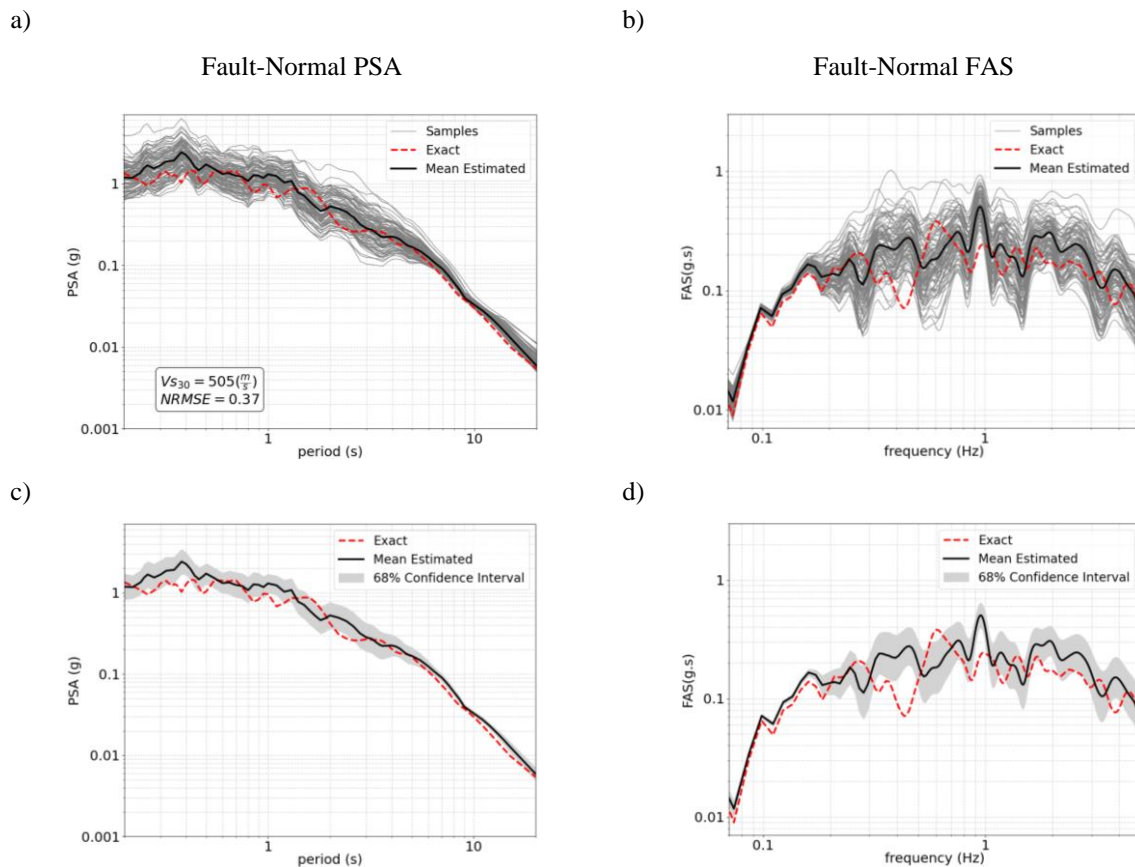 a)
b)
Fault-Normal PSA
Fault-Normal FAS
Samples
Exact
Mean Estimated
PSA (g)
1
0.1
0.01
0.001
Vs₃₀ = 505(m/s)
NRMSE = 0.37
1
10
period (s)
Samples
Exact
Mean Estimated
FAS(g.s)
1
0.1
0.01
0.1
1
frequency (Hz)
c)
d)
Exact
Mean Estimated
68% Confidence Interval
PSA (g)
1
0.1
0.01
0.001
1
10
period (s)
Exact
Mean Estimated
68% Confidence Interval
FAS(g.s)
1
0.1
0.01
0.1
1
frequency (Hz)